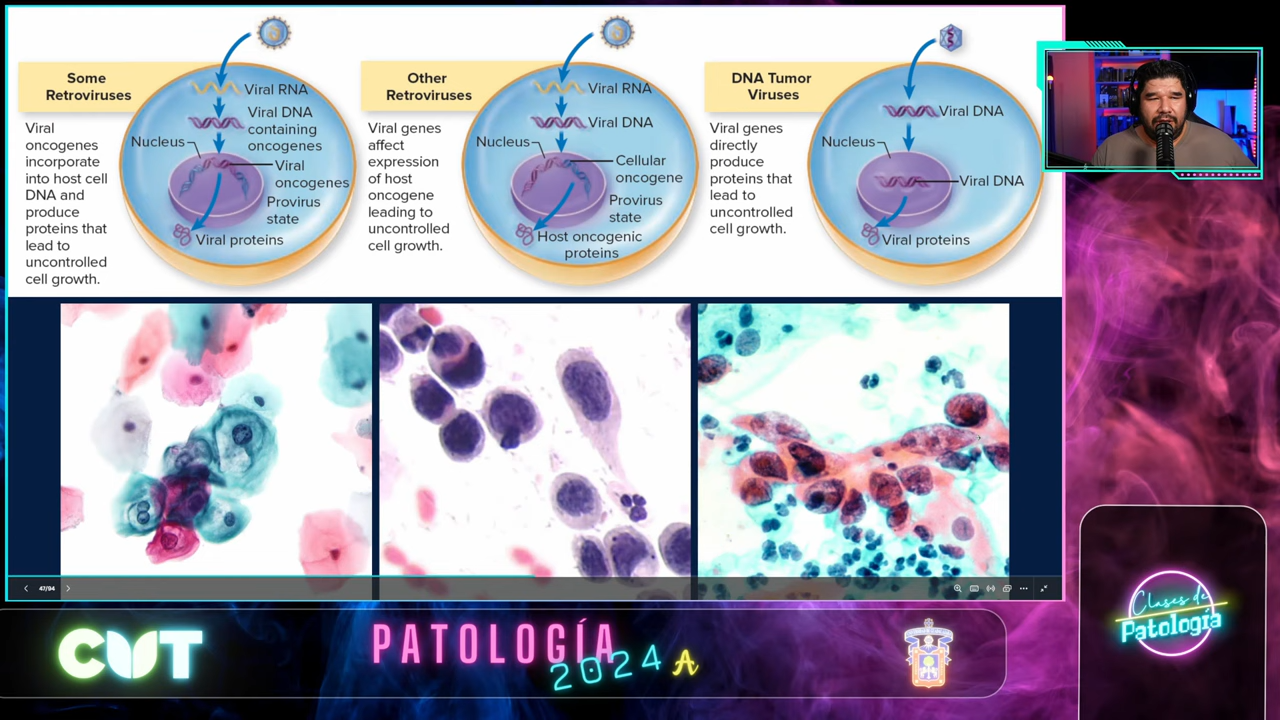 Some
Retroviruses
Viral
oncogenes
incorporate
into host cell
DNA and
produce
proteins that
lead to
uncontrolled
cell growth.
Viral RNA
Viral DNA
containing
oncogenes
Nucleus
Viral
oncogenes
Provirus
state
Viral proteins
Other
Retroviruses
Viral genes
affect
expression
of host
oncogene
leading to
uncontrolled
cell growth.
Viral RNA
Viral DNA
Nucleus
Cellular
oncogene
Provirus
state
Host oncogenic
proteins
DNA Tumor
Viruses
Viral genes
directly
produce
proteins that
lead to
uncontrolled
cell growth.
Viral DNA
Nucleus
Viral DNA
Viral proteins
47/94
CUT
PATOLOGÍA
2024 A
Clases de
Patología